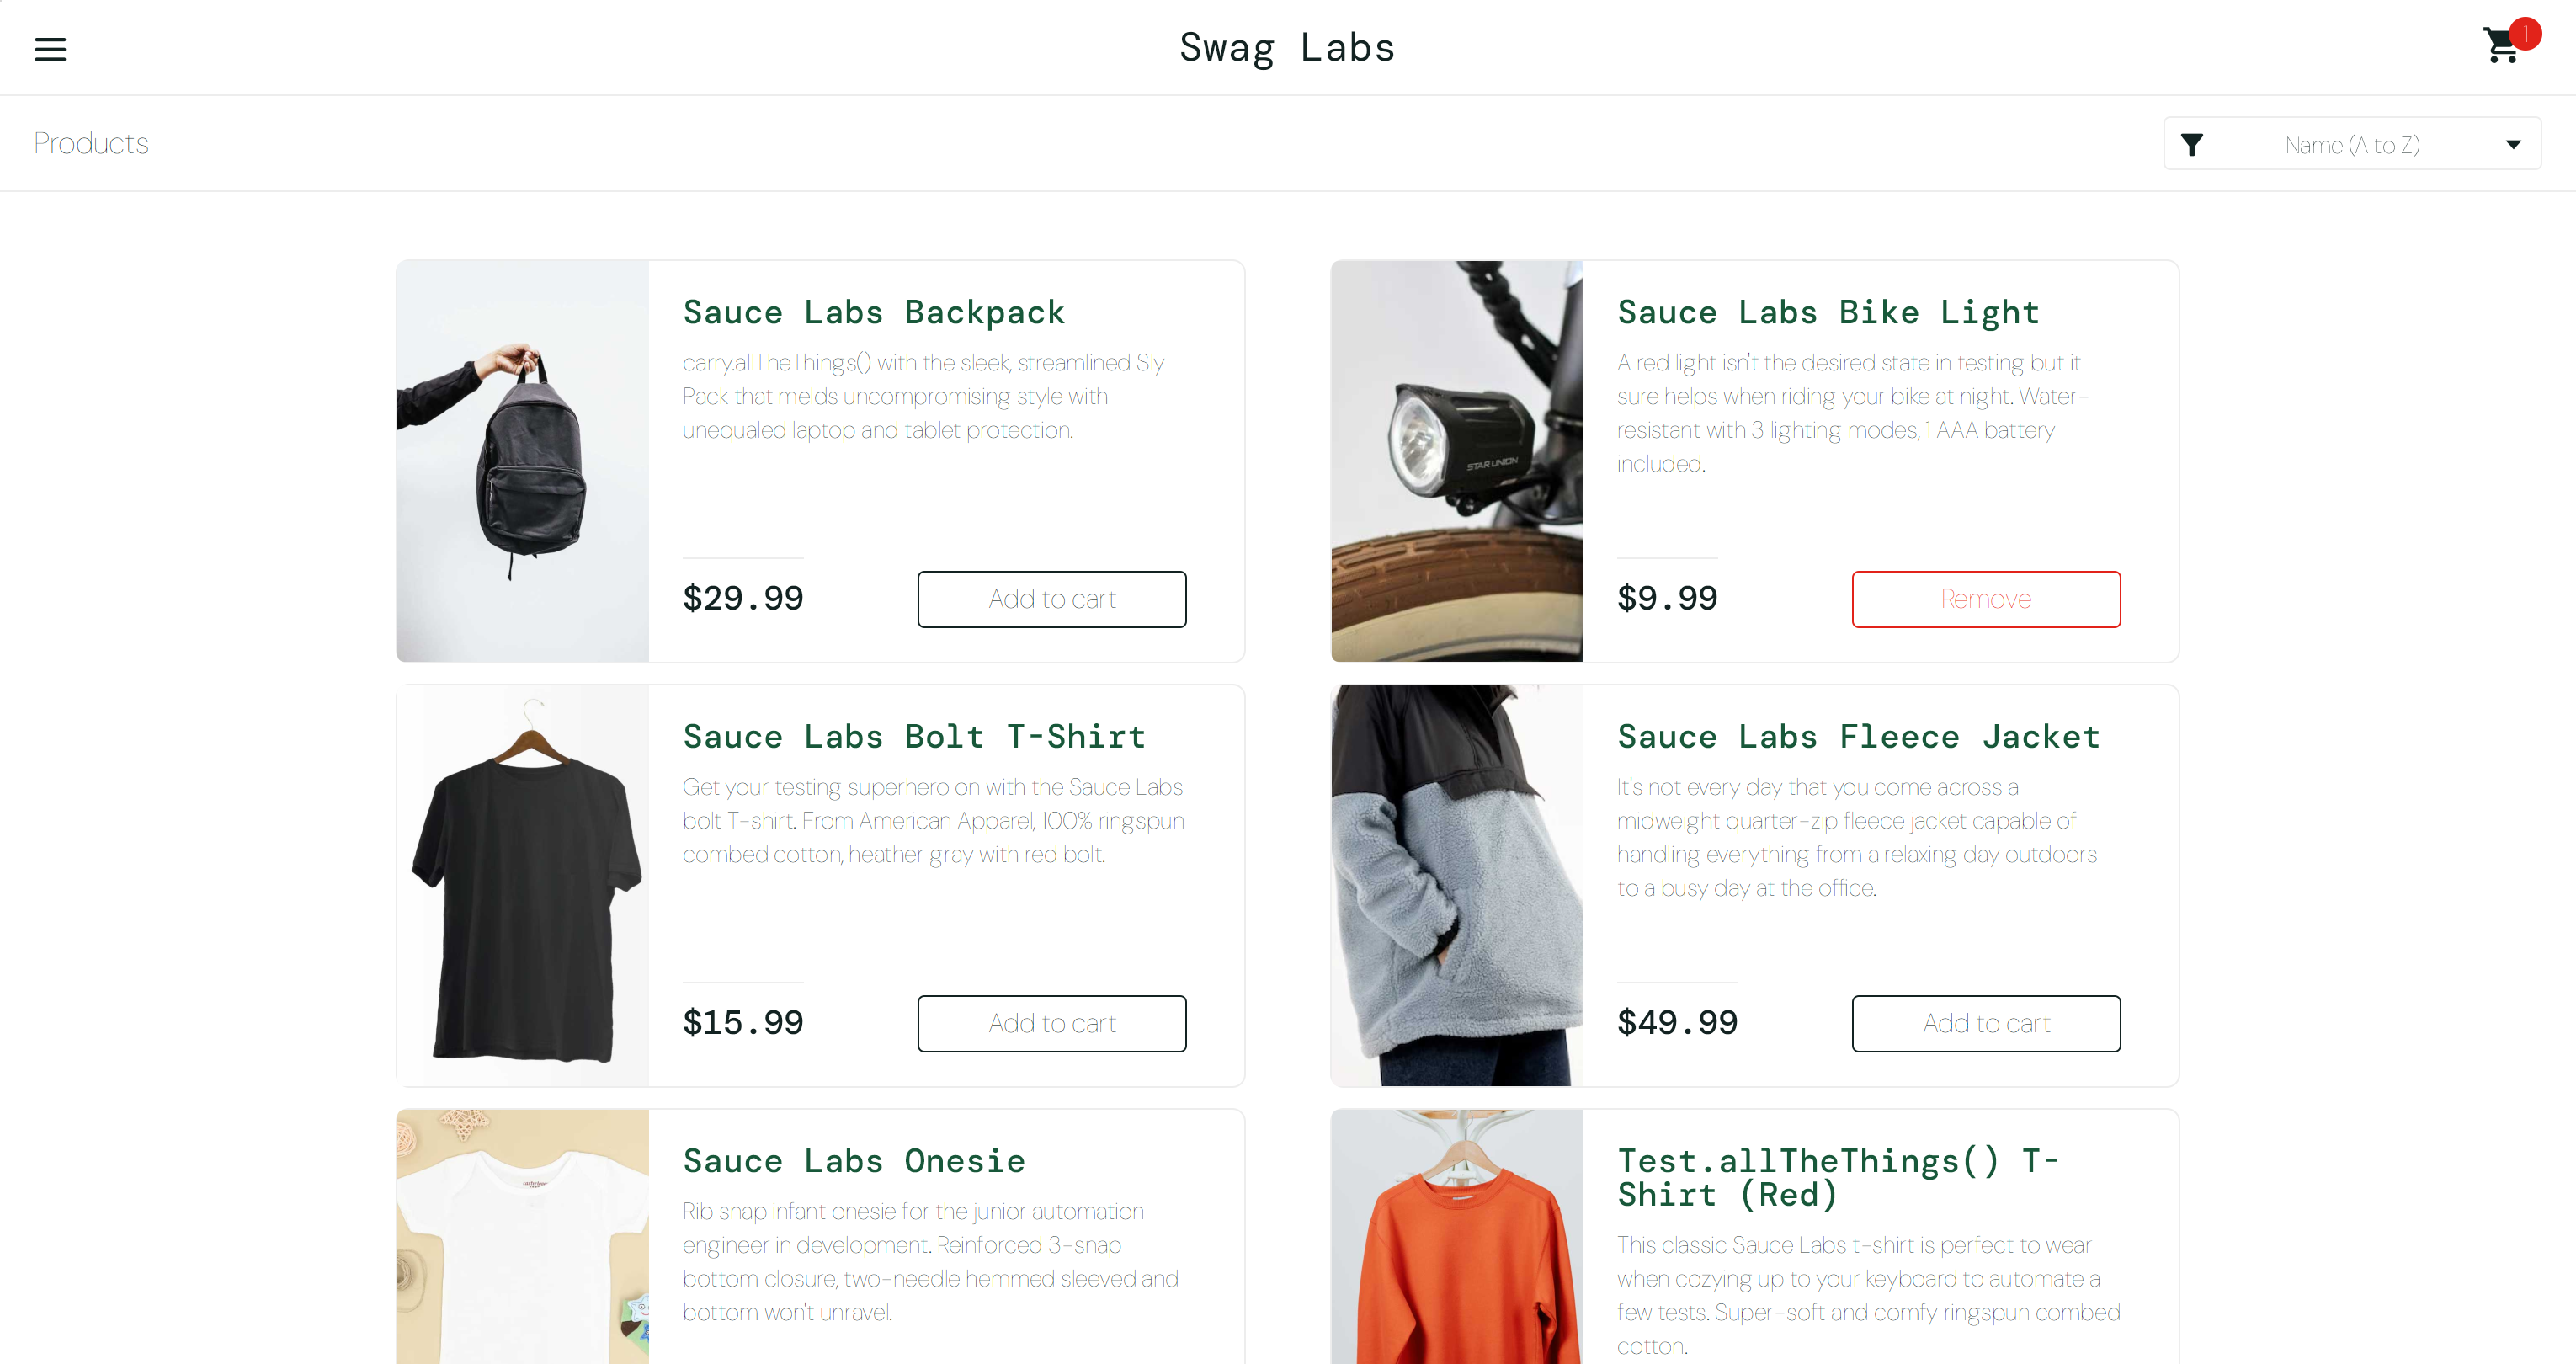 Swag Labs
1
Products
Name (A to Z)
Sauce Labs Backpack
carry.allTheThings() with the sleek, streamlined Sly
Pack that melds uncompromising style with
unequaled laptop and tablet protection.
$29.99
Add to cart
Sauce Labs Bike Light
A red light isn't the desired state in testing but it
sure helps when riding your bike at night. Water-
resistant with 3 lighting modes, 1 AAA battery
included.
STAR UNION
$9.99
Remove
Sauce Labs Bolt T-Shirt
Get your testing superhero on with the Sauce Labs
bolt T-shirt. From American Apparel, 100% ringspun
combed cotton, heather gray with red bolt.
$15.99
Add to cart
Sauce Labs Fleece Jacket
It's not every day that you come across a
midweight quarter-zip fleece jacket capable of
handling everything from a relaxing day outdoors
to a busy day at the office.
$49.99
Add to cart
Sauce Labs Onesie
Rib snap infant onesie for the junior automation
engineer in development. Reinforced 3-snap
bottom closure, two-needle hemmed sleeved and
bottom won't unravel.
Test.allTheThings() T-
Shirt (Red)
This classic Sauce Labs t-shirt is perfect to wear
when cozying up to your keyboard to automate a
few tests. Super-soft and comfy ringspun combed
cotton.